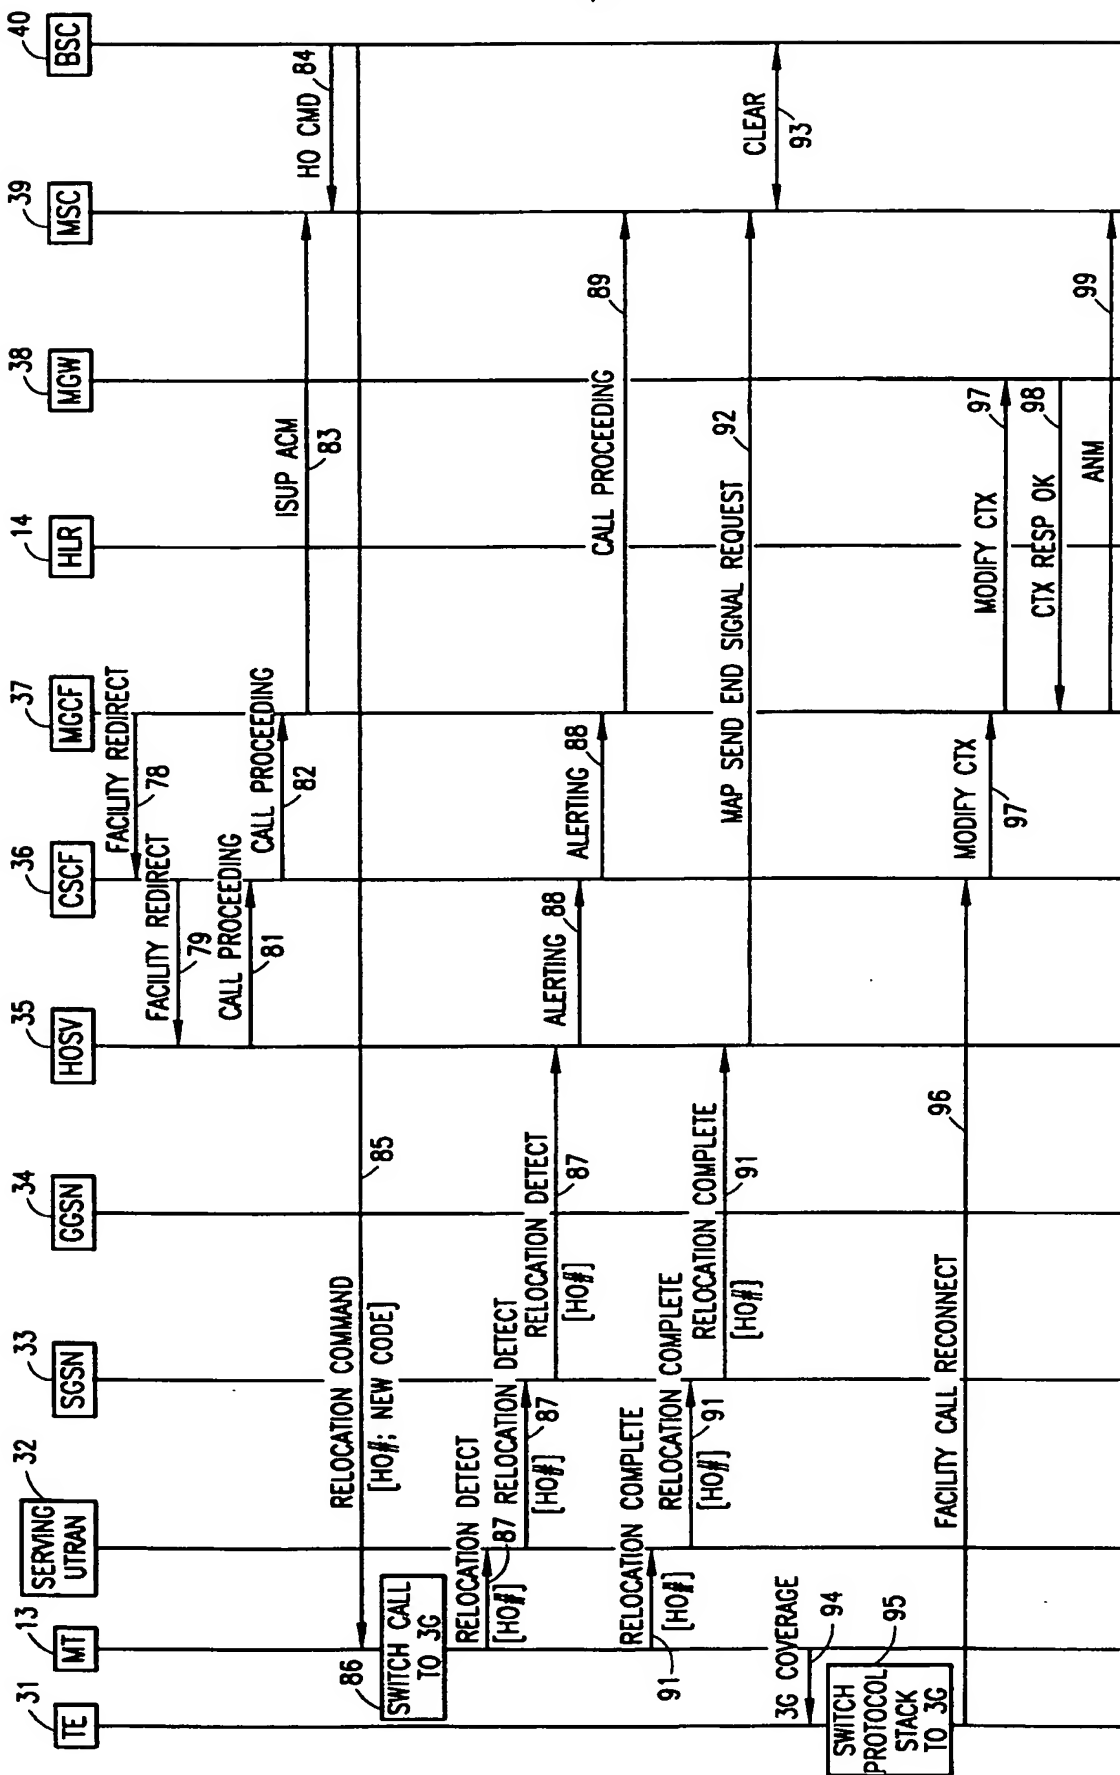 31
TE
13
MT
32
SERVING
UTRAN
33
SGSN
34
GGSN
35
HOSV
36
CSCF
37
MGCF
14
HLR
38
MGW
39
MSC
40
BSC
FACILITY REDIRECT
78
FACILITY REDIRECT
79
CALL PROCEEDING
81
CALL PROCEEDING
82
ISUP ACM
83
HO CMD
84
RELOCATION COMMAND
[HO#; NEW CODE]
85
86
SWITCH CALL
TO 3G
RELOCATION DETECT
87
[HO#]
RELOCATION DETECT
87
[HO#]
RELOCATION DETECT
87
[HO#]
ALERTING 88
ALERTING 88
CALL PROCEEDING
89
RELOCATION COMPLETE
91
[HO#]
RELOCATION COMPLETE
91
[HO#]
RELOCATION COMPLETE
91
[HO#]
MAP SEND END SIGNAL REQUEST
92
CLEAR
93
3G COVERAGE
94
95
SWITCH
PROTOCOL
STACK
TO 3G
FACILITY CALL RECONNECT
96
MODIFY CTX
97
MODIFY CTX
97
CTX RESP OK
98
ANM
99